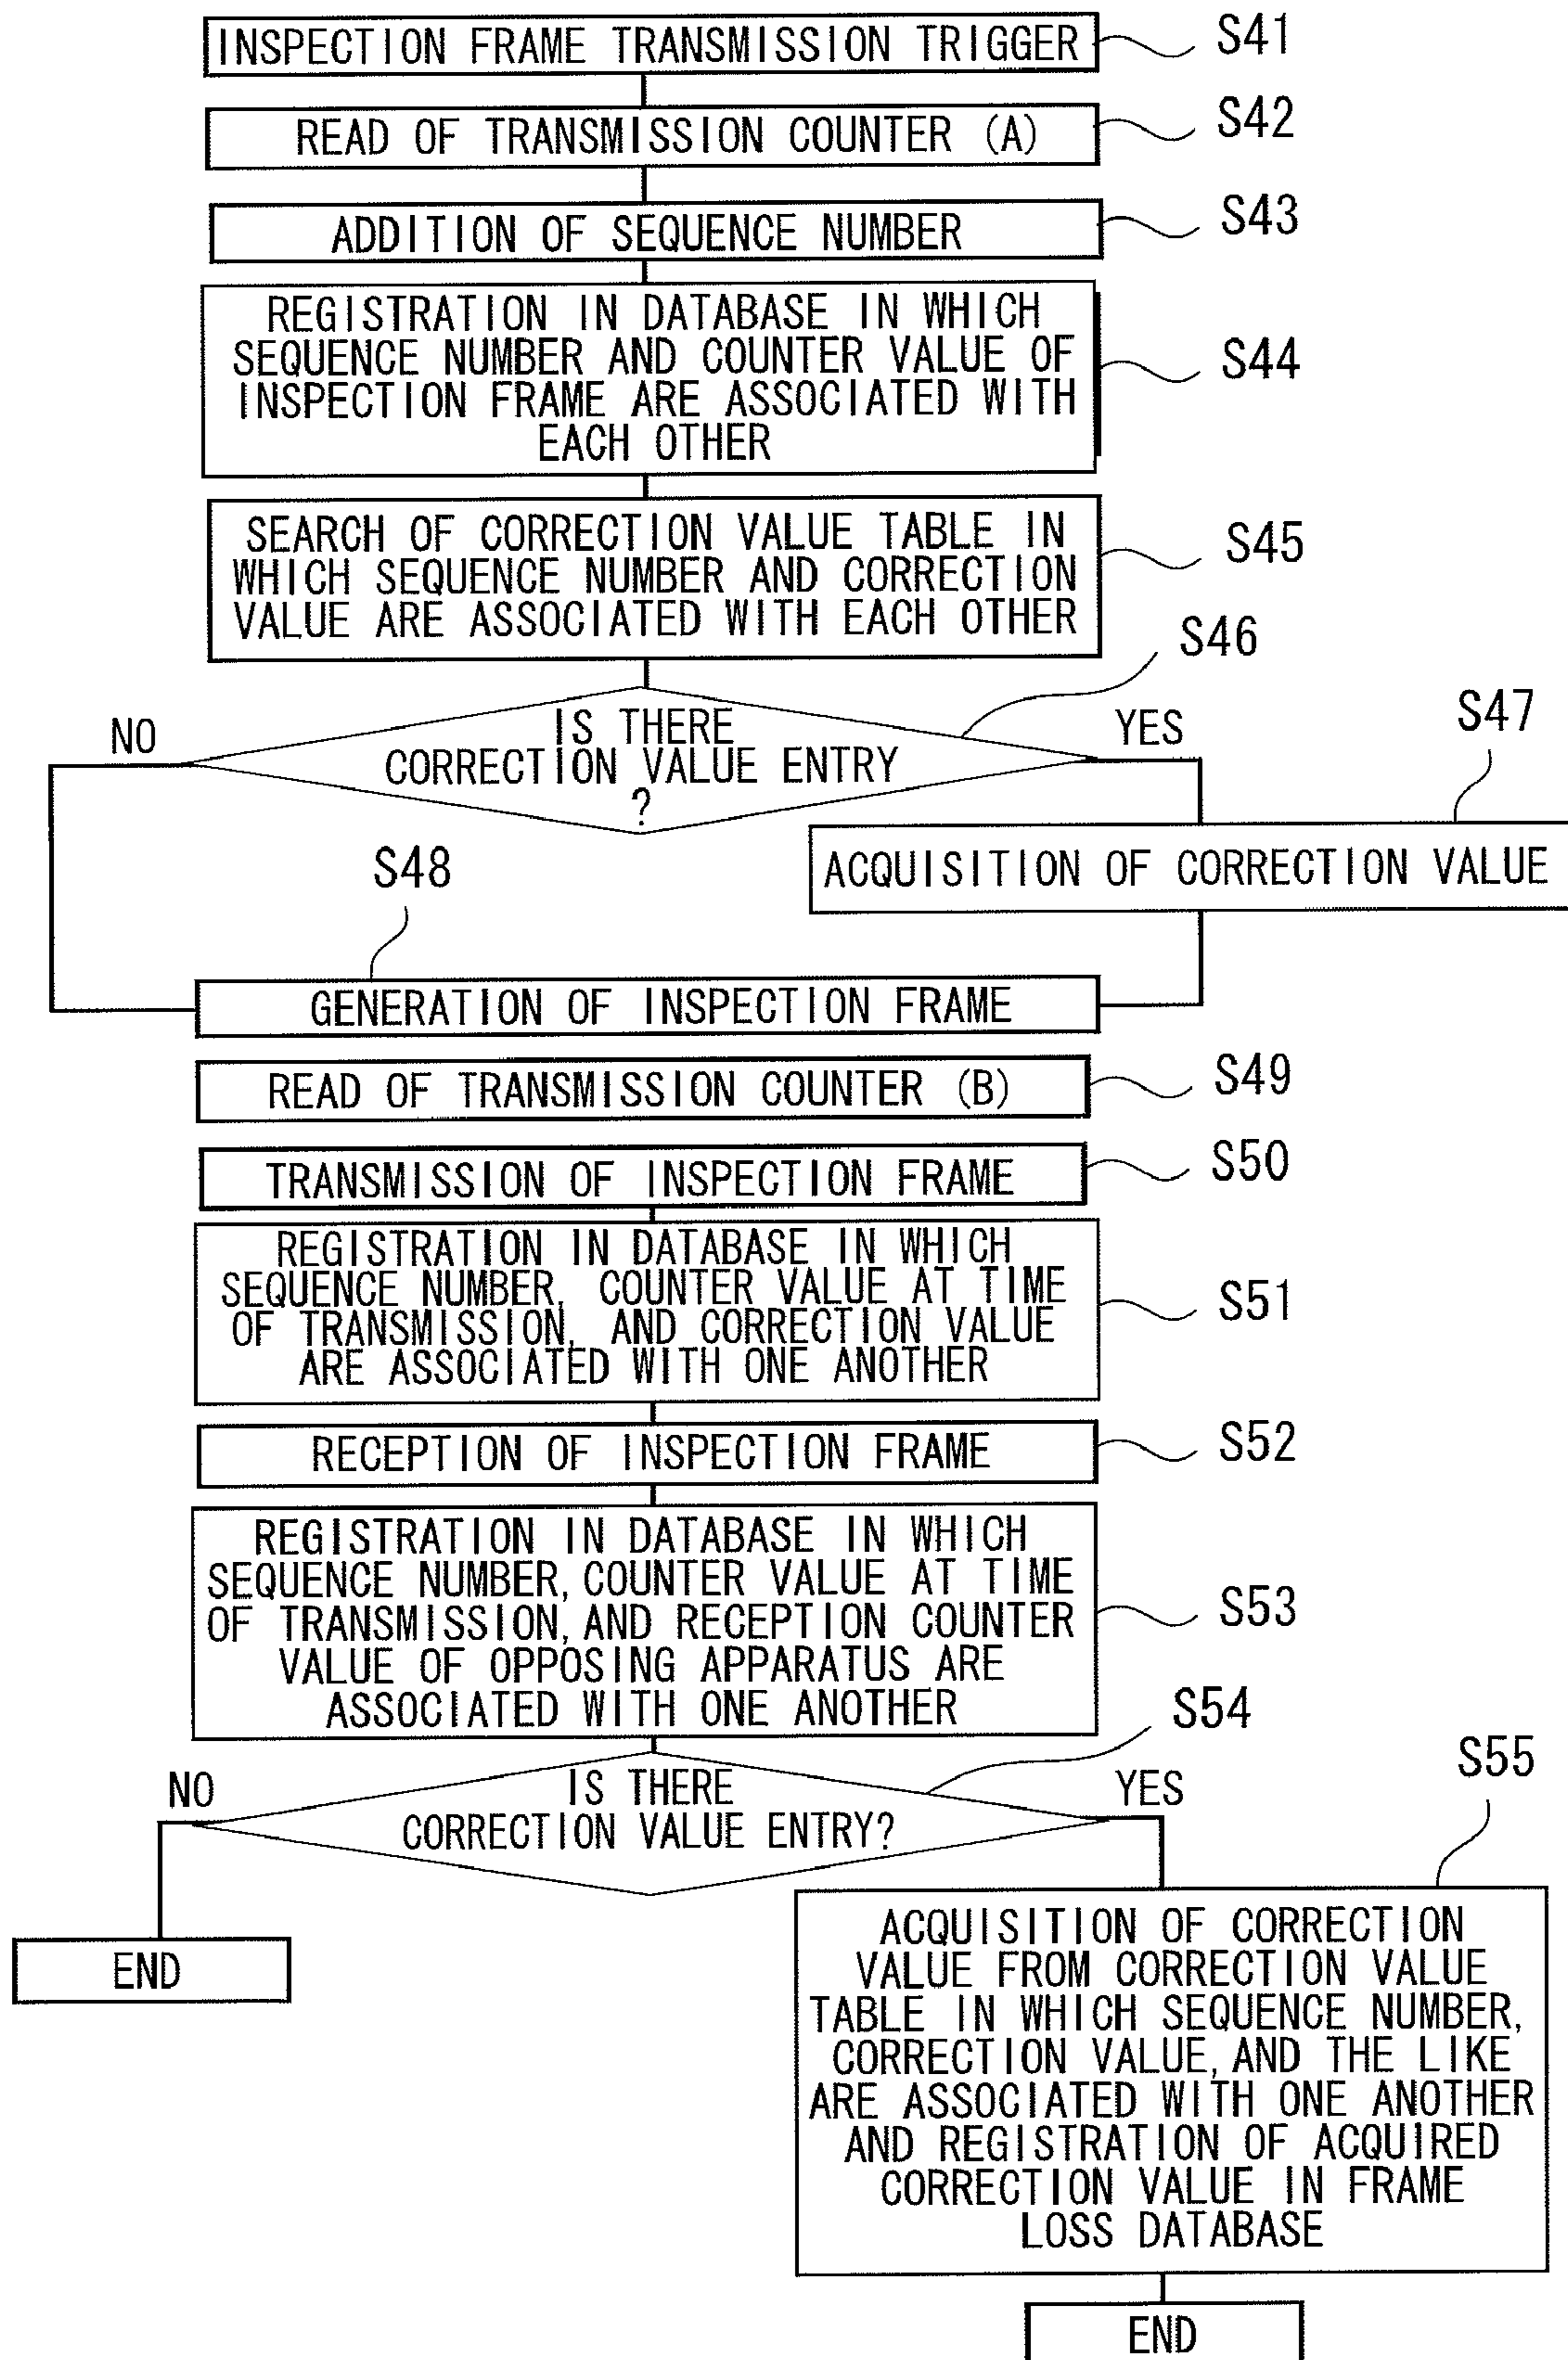 INSPECTION FRAME TRANSMISSION TRIGGER
S41
READ OF TRANSMISSION COUNTER (A)
S42
ADDITION OF SEQUENCE NUMBER
S43
REGISTRATION IN DATABASE IN WHICH
SEQUENCE NUMBER AND COUNTER VALUE OF
INSPECTION FRAME ARE ASSOCIATED WITH
EACH OTHER
S44
SEARCH OF CORRECTION VALUE TABLE IN
WHICH SEQUENCE NUMBER AND CORRECTION
VALUE ARE ASSOCIATED WITH EACH OTHER
S45
S46
IS THERE
CORRECTION VALUE ENTRY
?
NO
YES
S47
ACQUISITION OF CORRECTION VALUE
S48
GENERATION OF INSPECTION FRAME
READ OF TRANSMISSION COUNTER (B)
S49
TRANSMISSION OF INSPECTION FRAME
S50
REGISTRATION IN DATABASE IN WHICH
SEQUENCE NUMBER, COUNTER VALUE AT TIME
OF TRANSMISSION, AND CORRECTION VALUE
ARE ASSOCIATED WITH ONE ANOTHER
S51
RECEPTION OF INSPECTION FRAME
S52
REGISTRATION IN DATABASE IN WHICH
SEQUENCE NUMBER, COUNTER VALUE AT TIME
OF TRANSMISSION, AND RECEPTION COUNTER
VALUE OF OPPOSING APPARATUS ARE
ASSOCIATED WITH ONE ANOTHER
S53
S54
IS THERE
CORRECTION VALUE ENTRY?
NO
YES
END
S55
ACQUISITION OF CORRECTION
VALUE FROM CORRECTION VALUE
TABLE IN WHICH SEQUENCE NUMBER,
CORRECTION VALUE, AND THE LIKE
ARE ASSOCIATED WITH ONE ANOTHER
AND REGISTRATION OF ACQUIRED
CORRECTION VALUE IN FRAME
LOSS DATABASE
END